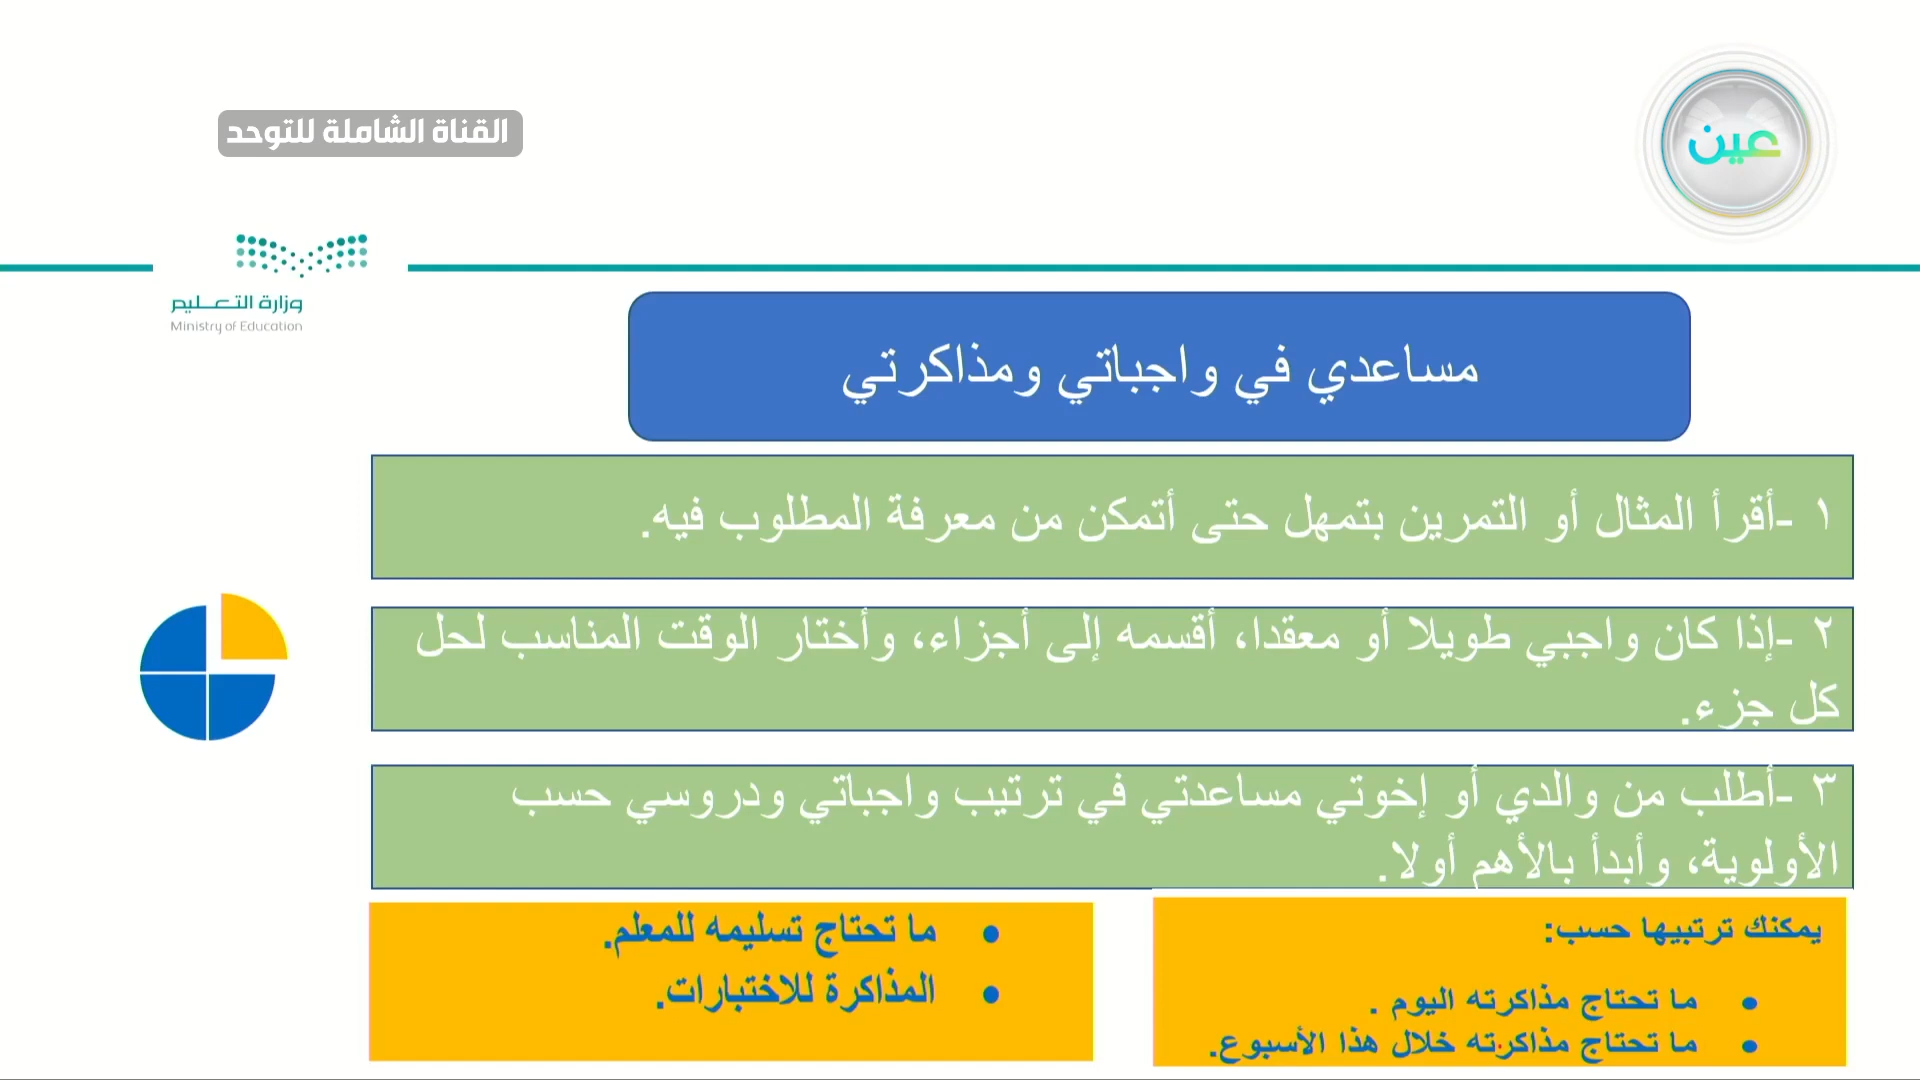 القناة الشاملة للتوحد
عين
وزارة التعليم
Ministry of Education
مساعدي في واجباتي ومذاكرتي
١ -أقرأ المثال أو التمرين بتمهل حتى أتمكن من معرفة المطلوب فيه.
٢ -إذا كان واجبي طويلا أو معقدا، أقسمه إلى أجزاء، وأختار الوقت المناسب لحل
كل جزء.
٣ -أطلب من والدي أو إخوتي مساعدتي في ترتيب واجباتي ودروسي حسب
الأولوية، وأبدأ بالأهم أولا.
يمكنك ترتبيها حسب:
• ما تحتاج مذاكرته اليوم .
• ما تحتاج مذاكرته خلال هذا الأسبوع.
• ما تحتاج تسليمه للمعلم.
• المذاكرة للاختبارات.